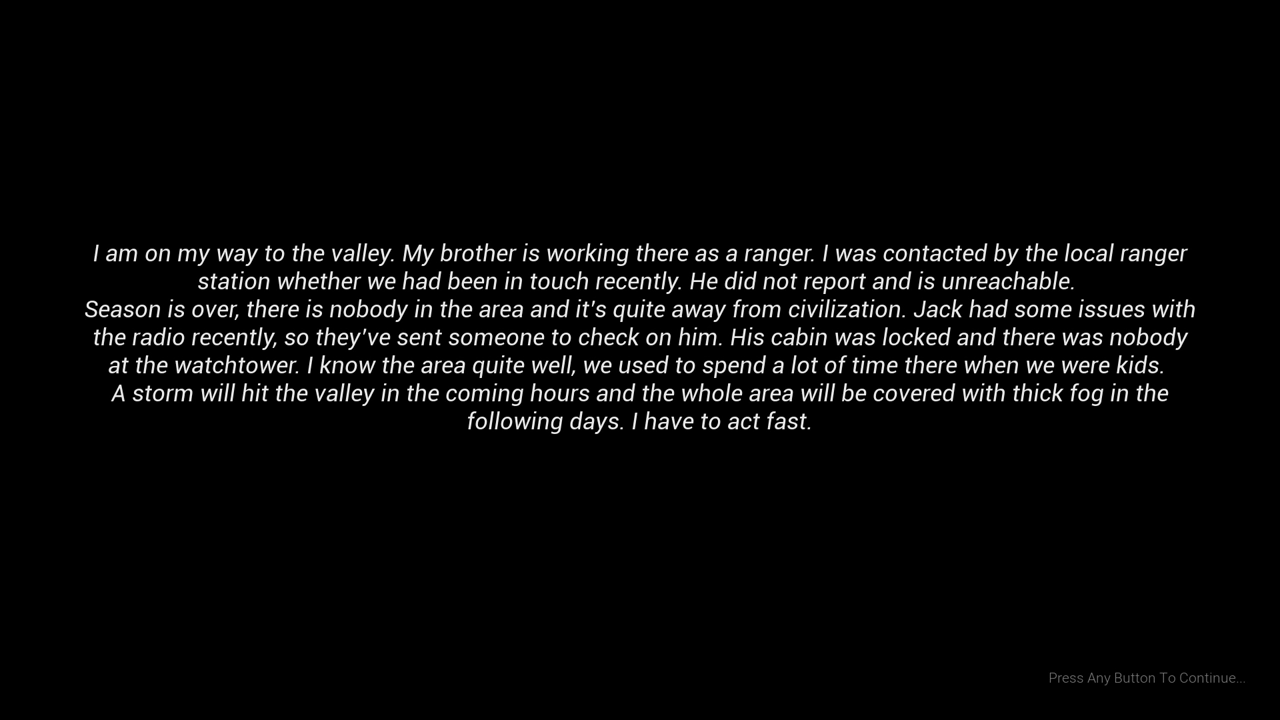 I am on my way to the valley. My brother is working there as a ranger. I was contacted by the local ranger
station whether we had been in touch recently. He did not report and is unreachable.
Season is over, there is nobody in the area and it's quite away from civilization. Jack had some issues with
the radio recently, so they've sent someone to check on him. His cabin was locked and there was nobody
at the watchtower. I know the area quite well, we used to spend a lot of time there when we were kids.
A storm will hit the valley in the coming hours and the whole area will be covered with thick fog in the
following days. I have to act fast.
Press Any Button To Continue...